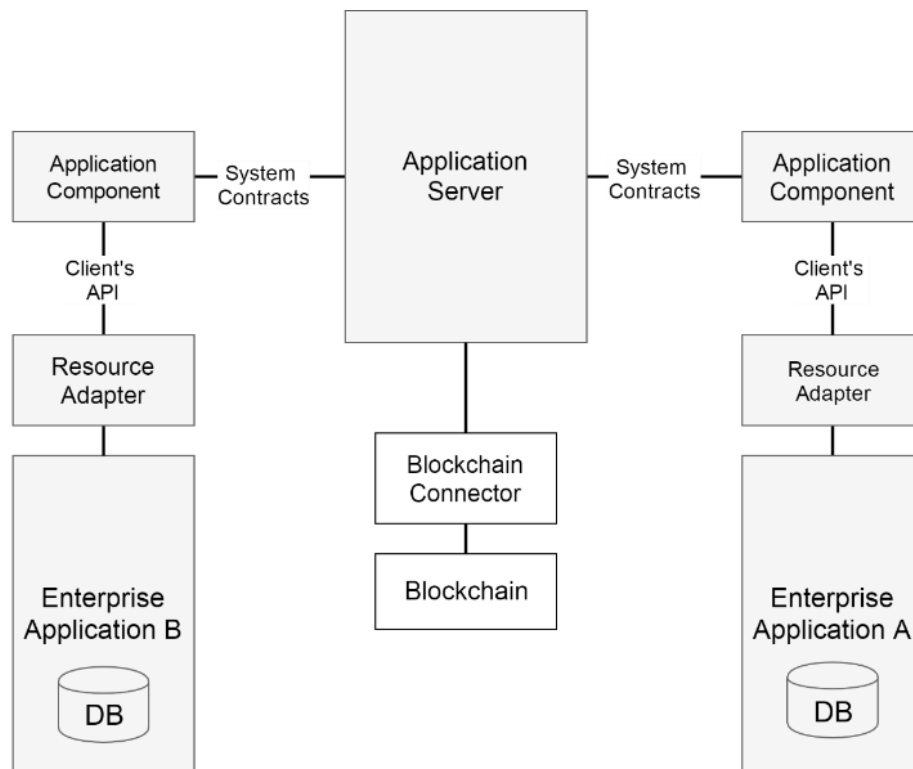 Application
Component
System
Contracts
Application
Server
System
Contracts
Application
Component
Client's
API
Client's
API
Resource
Adapter
Resource
Adapter
Blockchain
Connector
Blockchain
Enterprise
Application B
DB
Enterprise
Application A
DB